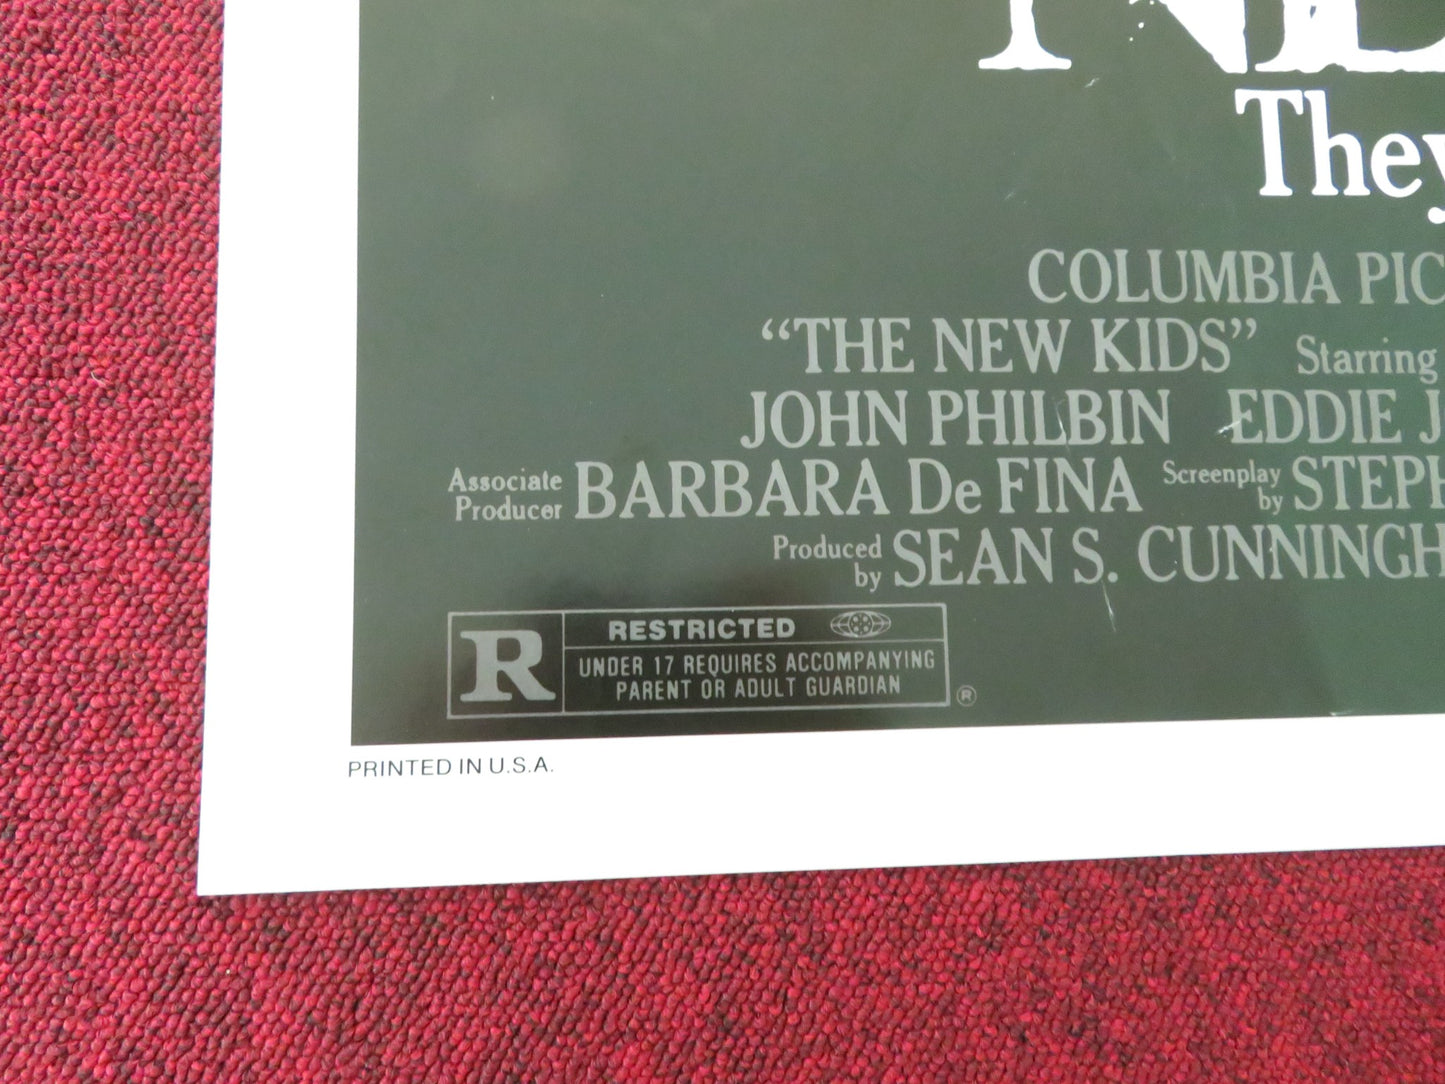 They
COLUMBIA PIC
“THE NEW KIDS” Starring
JOHN PHILBIN EDDIE J
Associate Producer BARBARA De FINA Screenplay by STEPH
Produced by SEAN S. CUNNINGH
R RESTRICTED
UNDER 17 REQUIRES ACCOMPANYING
PARENT OR ADULT GUARDIAN
®
PRINTED IN U.S.A.